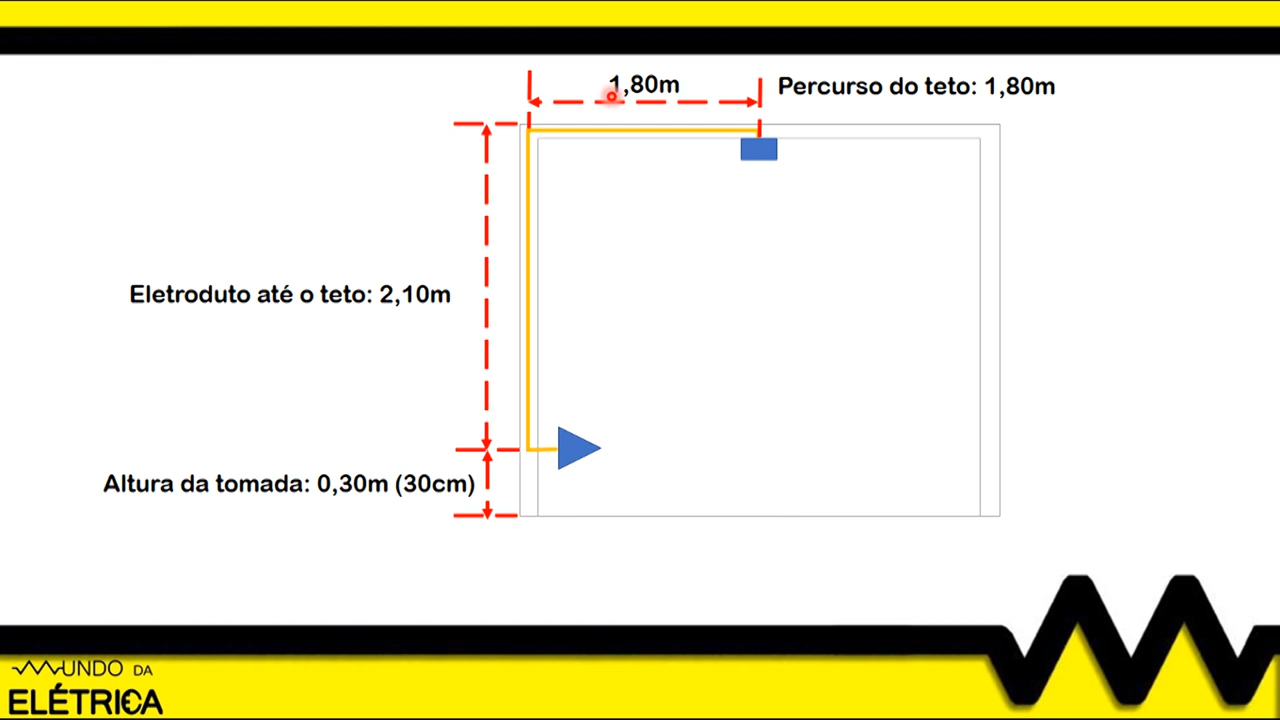 1,80m
Percurso do teto: 1,80m
Eletroduto até o teto: 2,10m
Altura da tomada: 0,30m (30cm)
MUNDO DA
ELÉTRICA